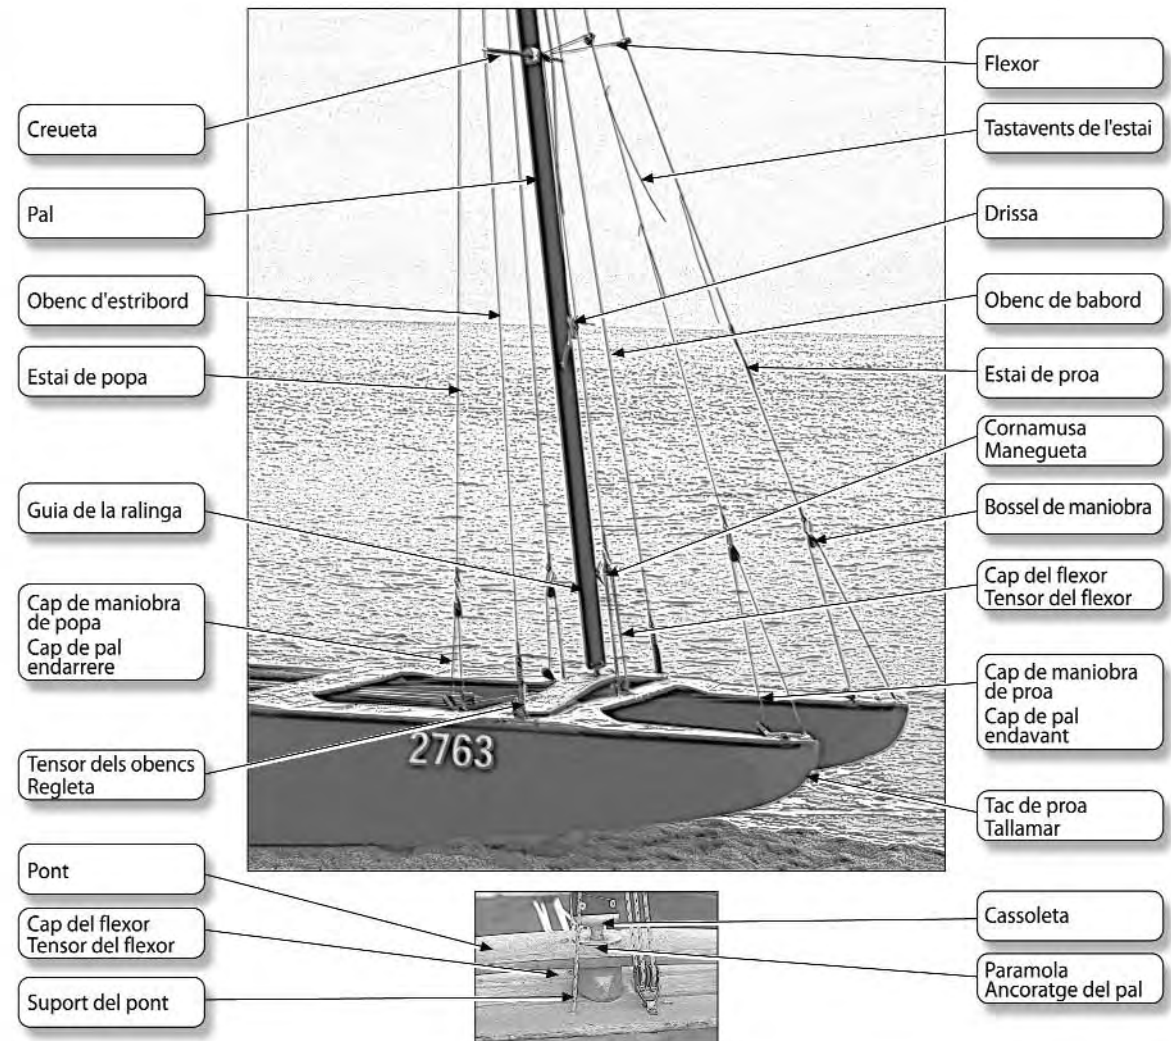 Creueta
Pal
Obenc d'estribord
Estai de popa
Guia de la ralinga
Cap de maniobra
de popa
Cap de pal
endarrere
Tensor dels obencs
Regleta
Pont
Cap del flexor
Tensor del flexor
Suport del pont
2763
Flexor
Tastavents de l'estai
Drissa
Obenc de babord
Estai de proa
Cornamusa
Manegueta
Bossel de maniobra
Cap del flexor
Tensor del flexor
Cap de maniobra
de proa
Cap de pal
endavant
Tac de proa
Tallamar
Cassoleta
Paramola
Ancoratge del pal